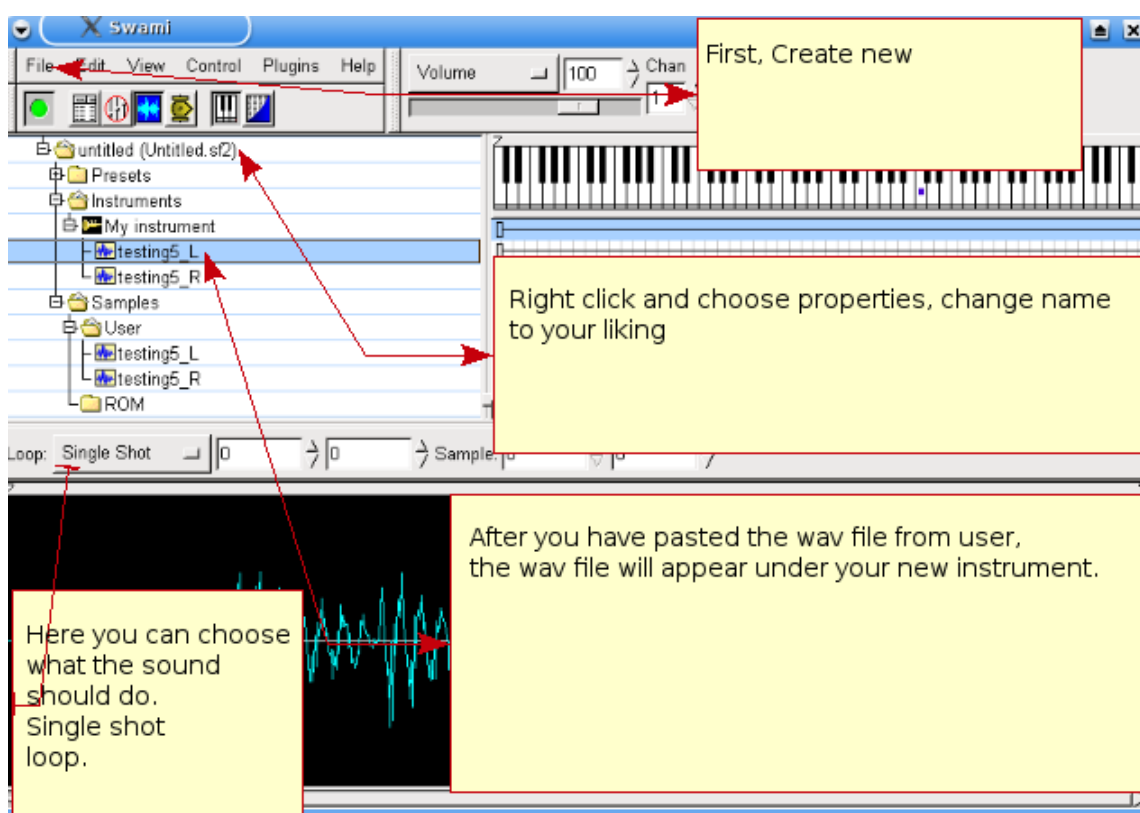 Swami
File Edit View Control Plugins Help
Volume 100 Chan
1
First, Create new
untitled (Untitled.sf2)
Presets
Instruments
My instrument
testing5_L
testing5_R
Samples
User
testing5_L
testing5_R
ROM
Right click and choose properties, change name
to your liking
Loop: Single Shot 0 0 Sample: 0 0
After you have pasted the wav file from user,
the wav file will appear under your new instrument.
Here you can choose
what the sound
should do.
Single shot
loop.